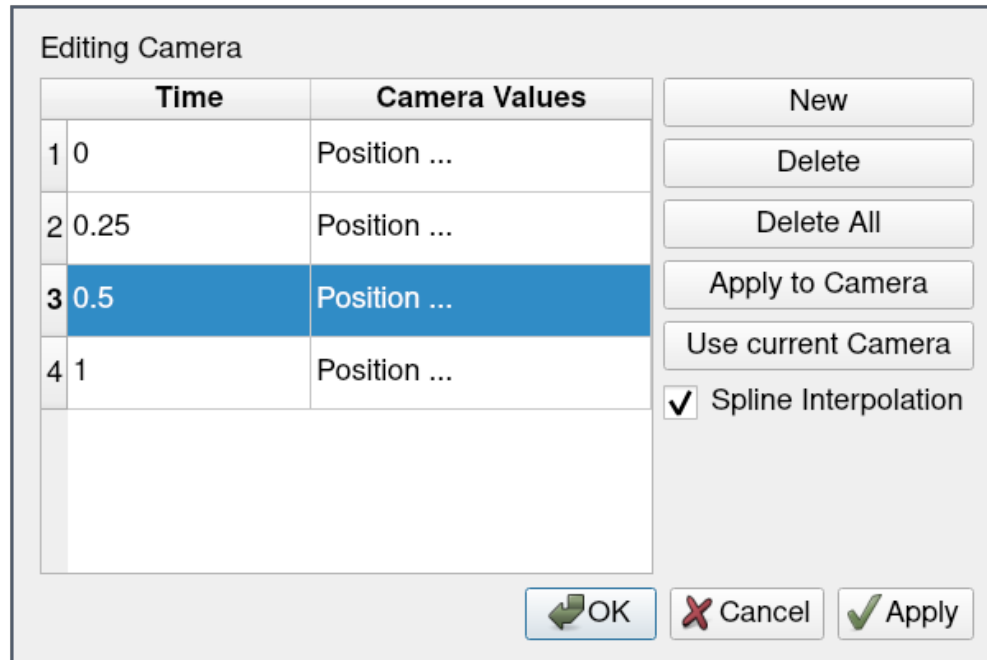 Editing Camera
Time Camera Values
1 0 Position ...
2 0.25 Position ...
3 0.5 Position ...
4 1 Position ...
New
Delete
Delete All
Apply to Camera
Use current Camera
Spline Interpolation
OK Cancel Apply